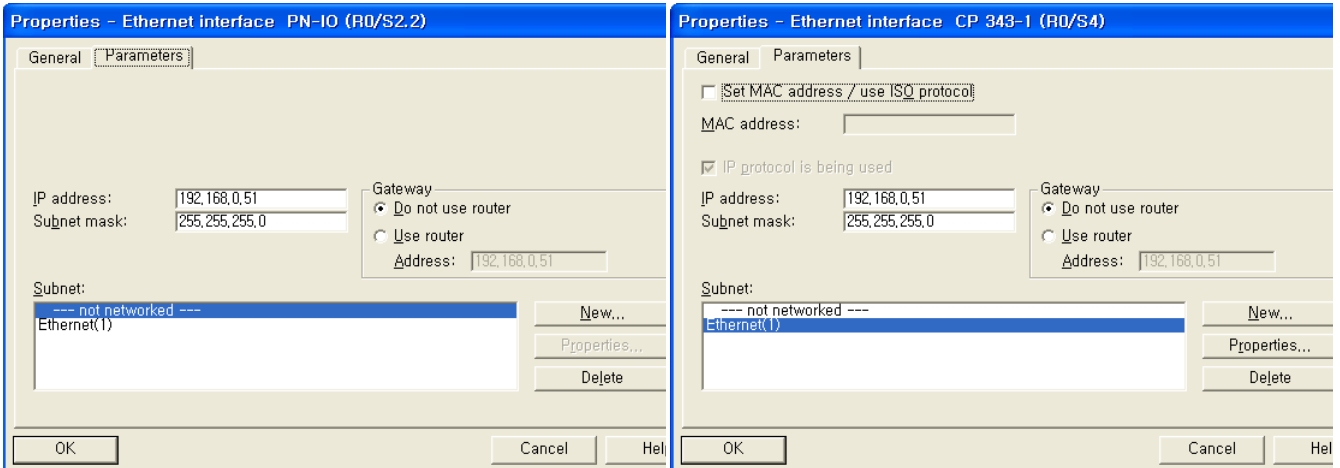 Properties - Ethernet interface PN-IO (R0/S2.2)
General
Parameters
IP address:
192,168,0,51
Subnet mask:
255,255,255,0
Gateway
Do not use router
Use router
Address:
192,168,0,51
Subnet:
--- not networked ---
Ethernet(1)
New...
Properties...
Delete
OK
Cancel
Properties - Ethernet interface CP 343-1 (R0/S4)
General
Parameters
Set MAC address / use ISO protocol
MAC address:
IP protocol is being used
IP address:
192,168,0,51
Subnet mask:
255,255,255,0
Gateway
Do not use router
Use router
Address:
192,168,0,51
Subnet:
--- not networked ---
Ethernet(1)
New...
Properties...
Delete
OK
Cancel